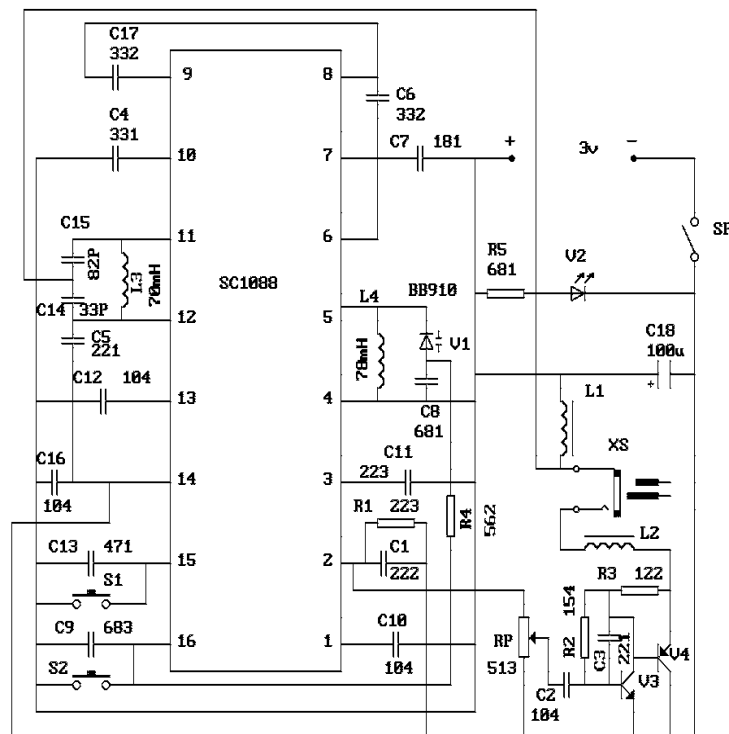 C17
332
9
8
C6
332
C4
331
10
7
C7 181
+
3v
-
C15
82P
11
6
SP
L3
70mH
SC1088
R5
681
V2
C14 33P
12
5
L4
BB910
V1
C5
221
78mH
C18
100u
+
C12 104
13
4
C8
681
L1
XS
C16
104
14
3
C11
223
R4
562
R1 223
L2
C13 471
15
2
C1
222
R3 122
S1
154
R2
C3
221
C9 683
16
1
C10
104
RP
513
V4
S2
C2
104
V3